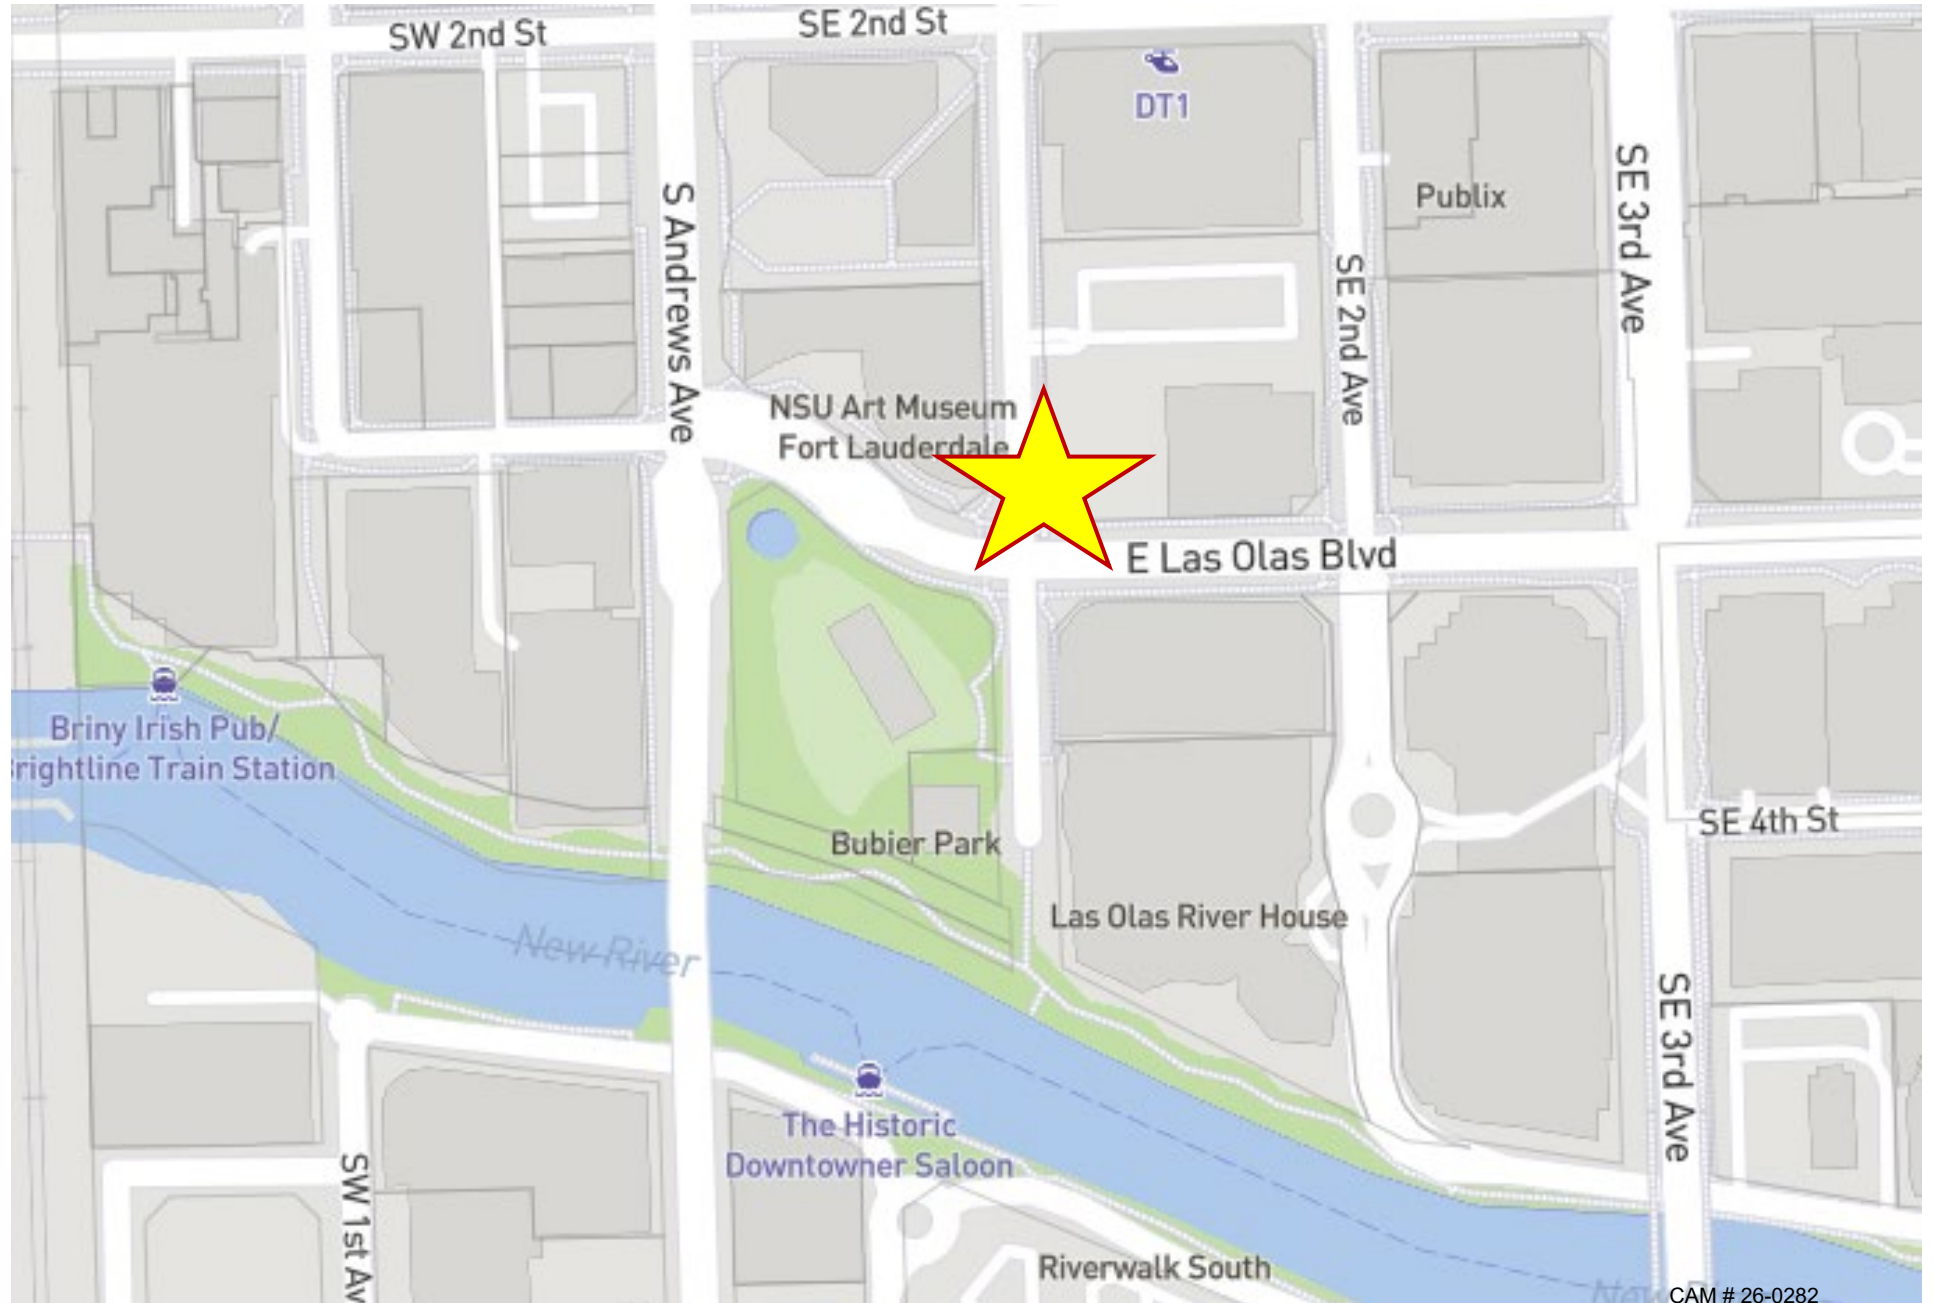 SW 2nd St
SE 2nd St
DT1
Publix
S Andrews Ave
SE 2nd Ave
SE 3rd Ave
NSU Art Museum
Fort Lauderdale
E Las Olas Blvd
Briny Irish Pub/
rightline Train Station
Bubier Park
SE 4th St
Las Olas River House
New River
SE 3rd Ave
The Historic
Downtowner Saloon
SW 1st Av
Riverwalk South
CAM # 26-0282